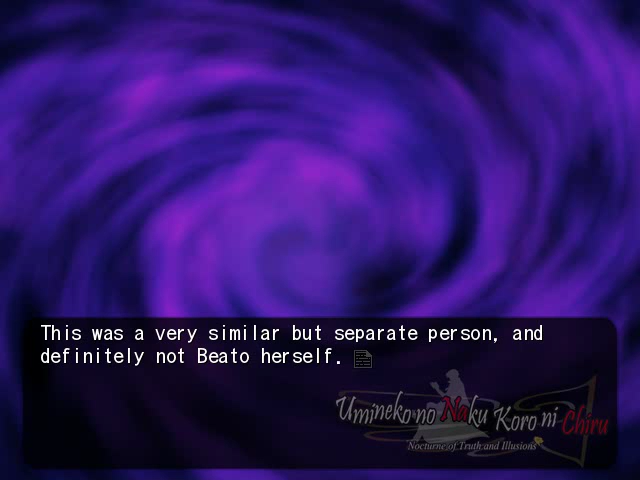 This was a very similar but separate person, and
definitely not Beato herself.
Umineko no Naku Koro ni Chiru
Nocturne of Truth and Illusions